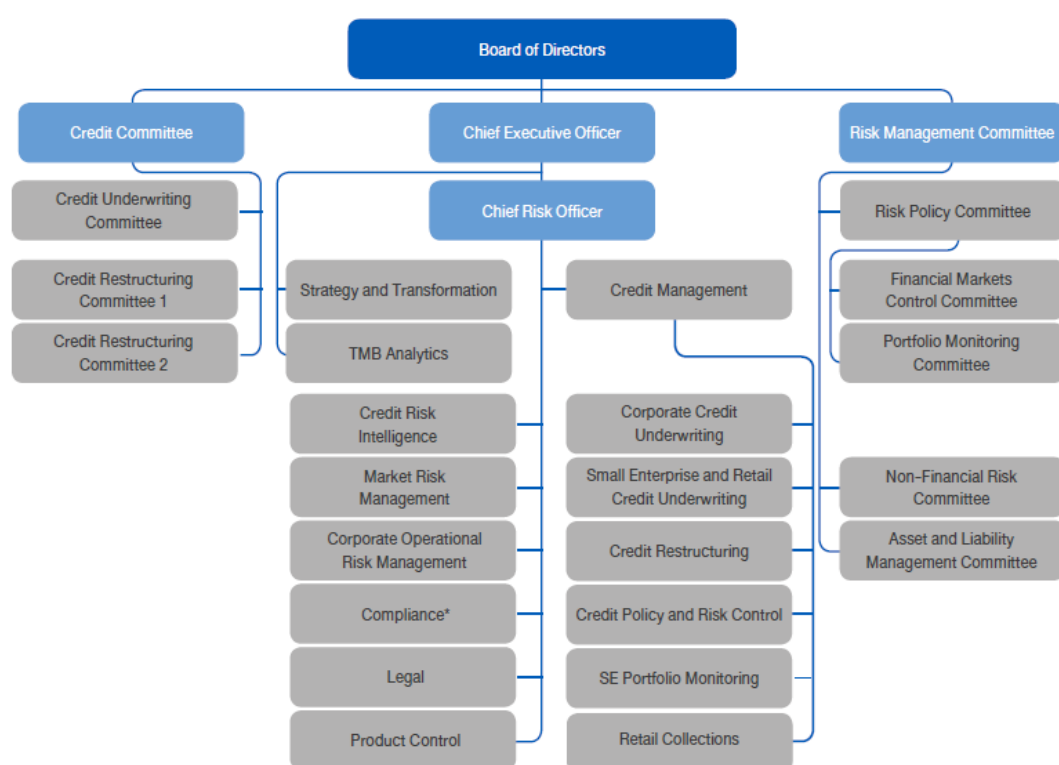 Board of Directors
Credit Committee
Chief Executive Officer
Risk Management Committee
Credit Underwriting
Committee
Chief Risk Officer
Risk Policy Committee
Credit Restructuring
Committee 1
Strategy and Transformation
Credit Management
Financial Markets
Control Committee
Credit Restructuring
Committee 2
TMB Analytics
Portfolio Monitoring
Committee
Credit Risk
Intelligence
Corporate Credit
Underwriting
Market Risk
Management
Small Enterprise and Retail
Credit Underwriting
Non-Financial Risk
Committee
Corporate Operational
Risk Management
Credit Restructuring
Asset and Liability
Management Committee
Compliance*
Credit Policy and Risk Control
Legal
SE Portfolio Monitoring
Product Control
Retail Collections